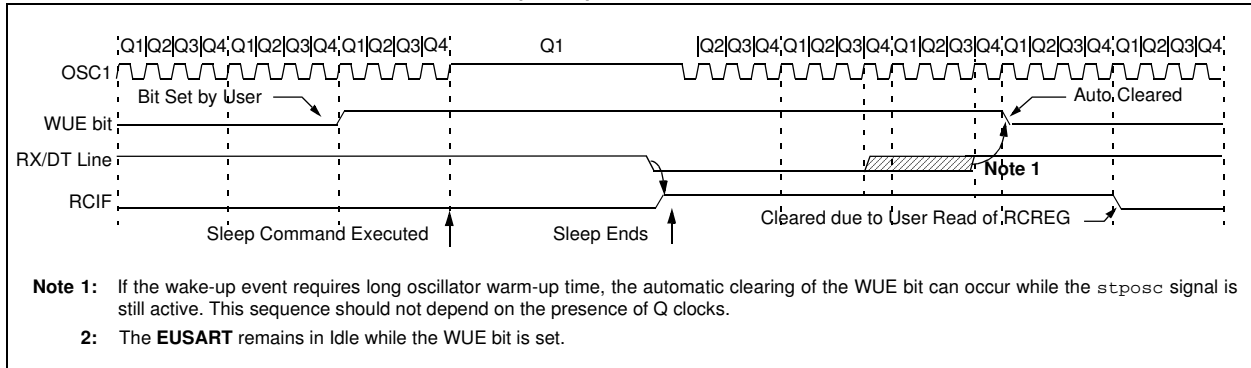 Q1 Q2 Q3 Q4 Q1 Q2 Q3 Q4 Q1 Q2 Q3 Q4 Q1 Q2 Q3 Q4 Q1 Q2 Q3 Q4 Q1 Q2 Q3 Q4 Q1 Q2 Q3 Q4
OSC1
Bit Set by User
Auto Cleared
WUE bit
RX/DT Line
Note 1
RCIF
Cleared due to User Read of RCREG
Sleep Command Executed
Sleep Ends
Note 1: If the wake-up event requires long oscillator warm-up time, the automatic clearing of the WUE bit can occur while the stposc signal is
still active. This sequence should not depend on the presence of Q clocks.
2: The EUSART remains in Idle while the WUE bit is set.